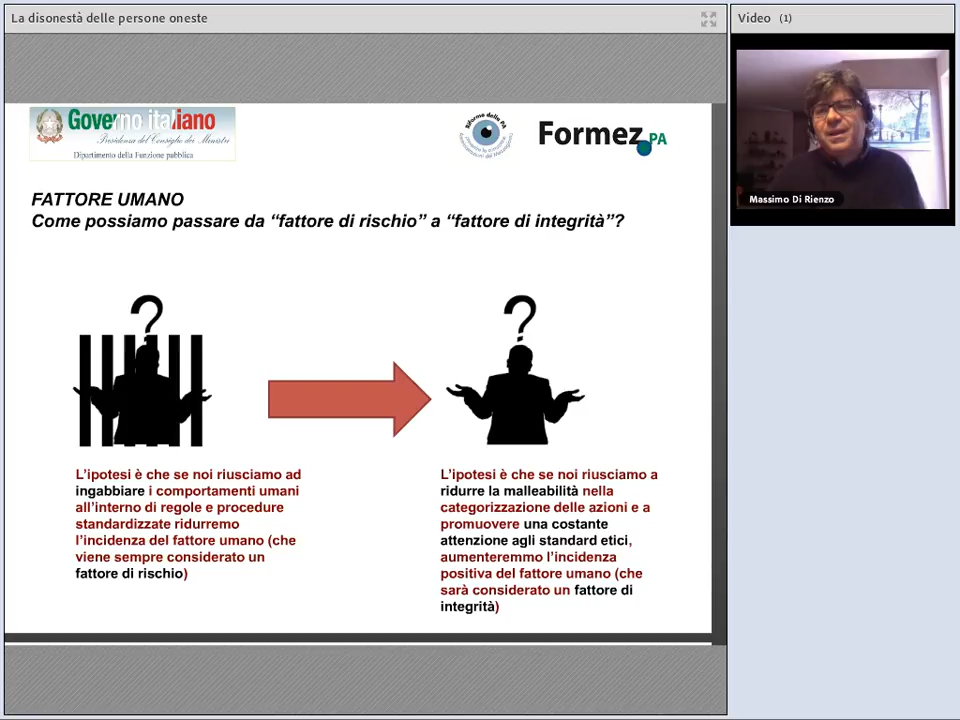 La disonestà delle persone oneste
Video (1)
Governo italiano
Presidenza del Consiglio dei Ministri
Dipartimento della Funzione pubblica
Riforme delle PA
Formez PA
Massimo Di Rienzo
FATTORE UMANO
Come possiamo passare da “fattore di rischio” a “fattore di integrità”?
?
?
L’ipotesi è che se noi riusciamo ad
ingabbiare i comportamenti umani
all’interno di regole e procedure
standardizzate ridurremo
l’incidenza del fattore umano (che
viene sempre considerato un
fattore di rischio)
L’ipotesi è che se noi riusciamo a
ridurre la malleabilità nella
categorizzazione delle azioni e a
promuovere una costante
attenzione agli standard etici,
aumenteremo l’incidenza
positiva del fattore umano (che
sarà considerato un fattore di
integrità)